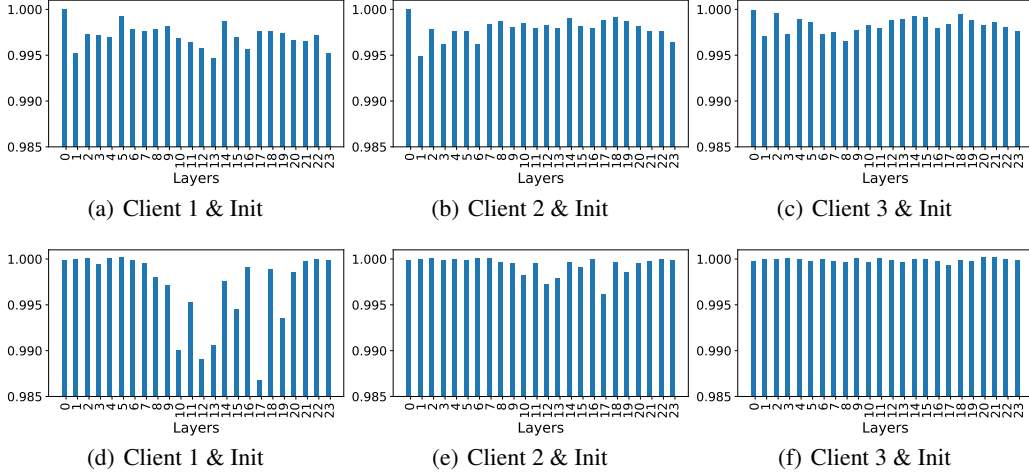 1.000
0.995
0.990
0.985
0 1 2 3 4 5 6 7 8 9 10 11 12 13 14 15 16 17 18 19 20 21 22 23
Layers
(a) Client 1 & Init
1.000
0.995
0.990
0.985
0 1 2 3 4 5 6 7 8 9 10 11 12 13 14 15 16 17 18 19 20 21 22 23
Layers
(b) Client 2 & Init
1.000
0.995
0.990
0.985
0 1 2 3 4 5 6 7 8 9 10 11 12 13 14 15 16 17 18 19 20 21 22 23
Layers
(c) Client 3 & Init
1.000
0.995
0.990
0.985
0 1 2 3 4 5 6 7 8 9 10 11 12 13 14 15 16 17 18 19 20 21 22 23
Layers
(d) Client 1 & Init
1.000
0.995
0.990
0.985
0 1 2 3 4 5 6 7 8 9 10 11 12 13 14 15 16 17 18 19 20 21 22 23
Layers
(e) Client 2 & Init
1.000
0.995
0.990
0.985
0 1 2 3 4 5 6 7 8 9 10 11 12 13 14 15 16 17 18 19 20 21 22 23
Layers
(f) Client 3 & Init